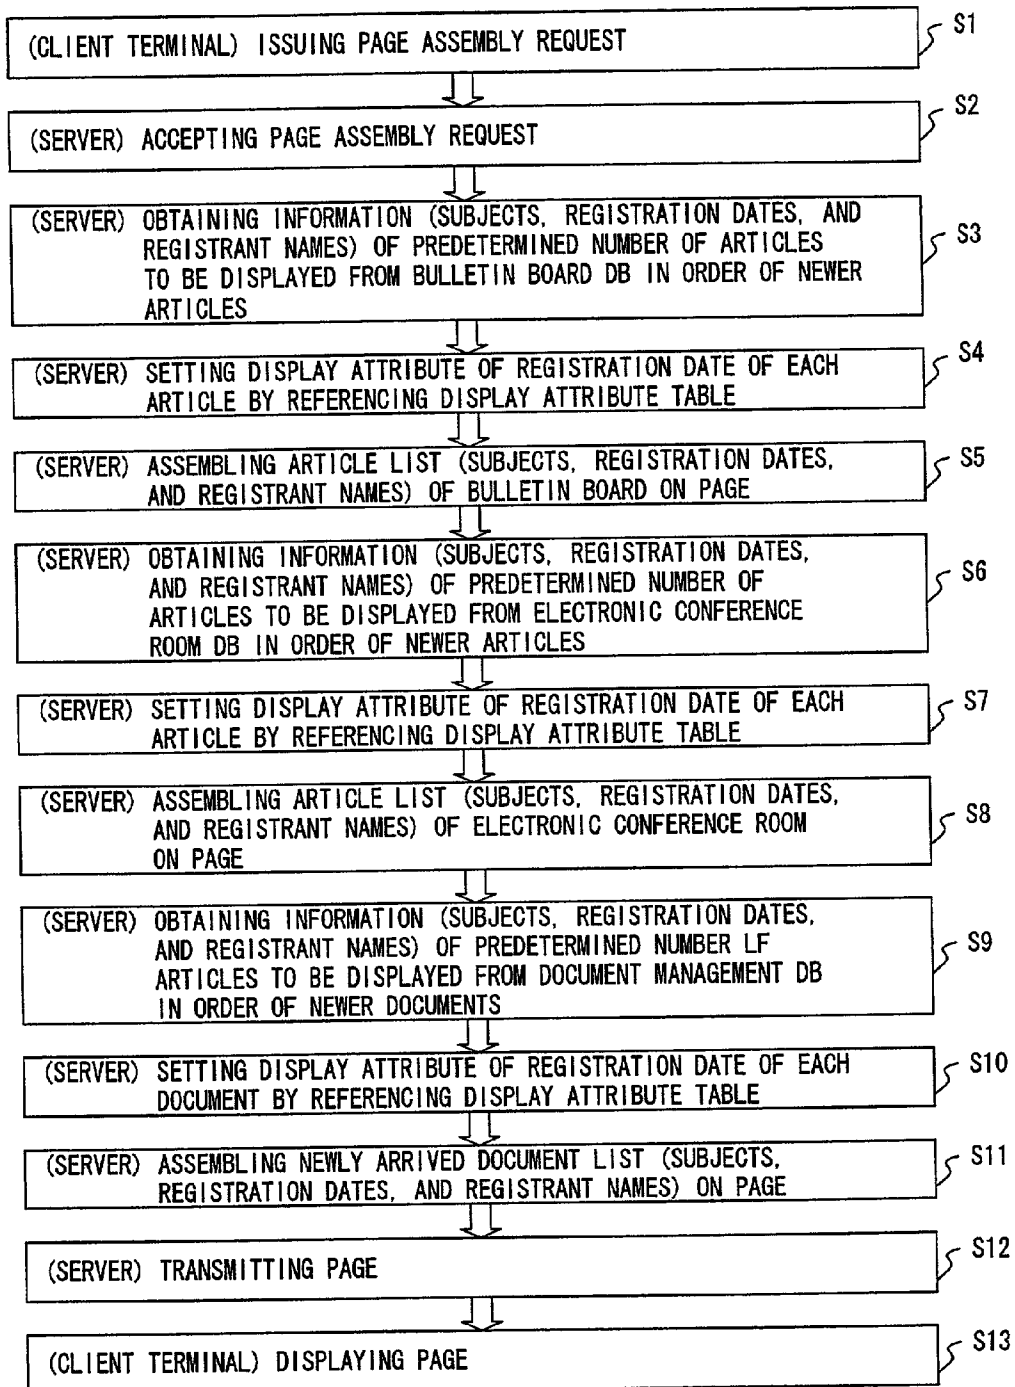 (CLIENT TERMINAL) ISSUING PAGE ASSEMBLY REQUEST
S1
(SERVER) ACCEPTING PAGE ASSEMBLY REQUEST
S2
(SERVER) OBTAINING INFORMATION (SUBJECTS, REGISTRATION DATES, AND
REGISTRANT NAMES) OF PREDETERMINED NUMBER OF ARTICLES
TO BE DISPLAYED FROM BULLETIN BOARD DB IN ORDER OF NEWER
ARTICLES
S3
(SERVER) SETTING DISPLAY ATTRIBUTE OF REGISTRATION DATE OF EACH
ARTICLE BY REFERENCING DISPLAY ATTRIBUTE TABLE
S4
(SERVER) ASSEMBLING ARTICLE LIST (SUBJECTS, REGISTRATION DATES,
AND REGISTRANT NAMES) OF BULLETIN BOARD ON PAGE
S5
(SERVER) OBTAINING INFORMATION (SUBJECTS, REGISTRATION DATES,
AND REGISTRANT NAMES) OF PREDETERMINED NUMBER OF
ARTICLES TO BE DISPLAYED FROM ELECTRONIC CONFERENCE
ROOM DB IN ORDER OF NEWER ARTICLES
S6
(SERVER) SETTING DISPLAY ATTRIBUTE OF REGISTRATION DATE OF EACH
ARTICLE BY REFERENCING DISPLAY ATTRIBUTE TABLE
S7
(SERVER) ASSEMBLING ARTICLE LIST (SUBJECTS, REGISTRATION DATES,
AND REGISTRANT NAMES) OF ELECTRONIC CONFERENCE ROOM
ON PAGE
S8
(SERVER) OBTAINING INFORMATION (SUBJECTS, REGISTRATION DATES,
AND REGISTRANT NAMES) OF PREDETERMINED NUMBER LF
ARTICLES TO BE DISPLAYED FROM DOCUMENT MANAGEMENT DB
IN ORDER OF NEWER DOCUMENTS
S9
(SERVER) SETTING DISPLAY ATTRIBUTE OF REGISTRATION DATE OF EACH
DOCUMENT BY REFERENCING DISPLAY ATTRIBUTE TABLE
S10
(SERVER) ASSEMBLING NEWLY ARRIVED DOCUMENT LIST (SUBJECTS,
REGISTRATION DATES, AND REGISTRANT NAMES) ON PAGE
S11
(SERVER) TRANSMITTING PAGE
S12
(CLIENT TERMINAL) DISPLAYING PAGE
S13